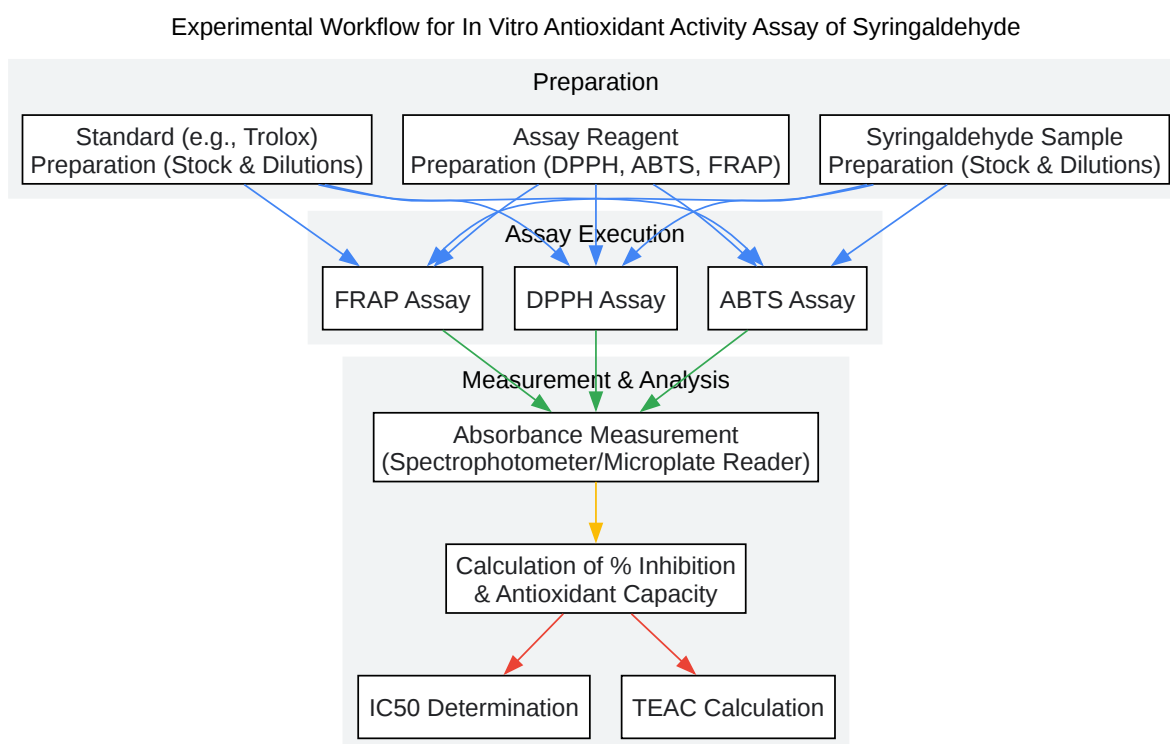 Experimental Workflow for In Vitro Antioxidant Activity Assay of Syringaldehyde
Preparation
Standard (e.g., Trolox)
Preparation (Stock & Dilutions)
Assay Reagent
Preparation (DPPH, ABTS, FRAP)
Syringaldehyde Sample
Preparation (Stock & Dilutions)
Assay Execution
FRAP Assay
DPPH Assay
ABTS Assay
Measurement & Analysis
Absorbance Measurement
(Spectrophotometer/Microplate Reader)
Calculation of % Inhibition
& Antioxidant Capacity
IC50 Determination
TEAC Calculation